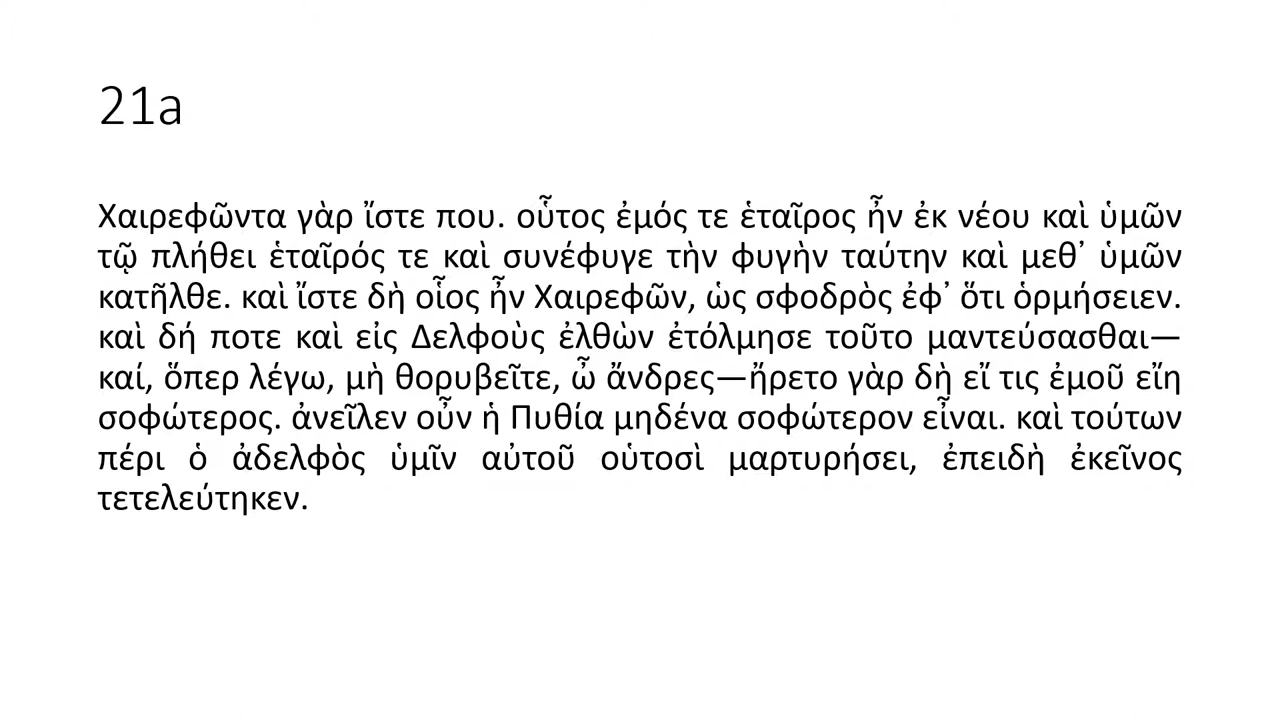 21a
Χαιρεφῶντα γὰρ ἴστε που. οὗτος ἐμός τε ἑταῖρος ἦν ἐκ νέου καὶ ὑμῶν
τῷ πλήθει ἑταῖρός τε καὶ συνέφυγε τὴν φυγὴν ταύτην καὶ μεθ᾽ ὑμῶν
κατῆλθε. καὶ ἴστε δὴ οἷος ἦν Χαιρεφῶν, ὡς σφοδρὸς ἐφ᾽ ὅτι ὁρμήσειεν.
καὶ δή ποτε καὶ εἰς Δελφοὺς ἐλθὼν ἐτόλμησε τοῦτο μαντεύσασθαι—
καί, ὅπερ λέγω, μὴ θορυβεῖτε, ὦ ἄνδρες—ἤρετο γὰρ δὴ εἴ τις ἐμοῦ εἴη
σοφώτερος. ἀνεῖλεν οὖν ἡ Πυθία μηδένα σοφώτερον εἶναι. καὶ τούτων
πέρι ὁ ἀδελφὸς ὑμῖν αὐτοῦ οὑτοσὶ μαρτυρήσει, ἐπειδὴ ἐκεῖνος
τετελεύτηκεν.